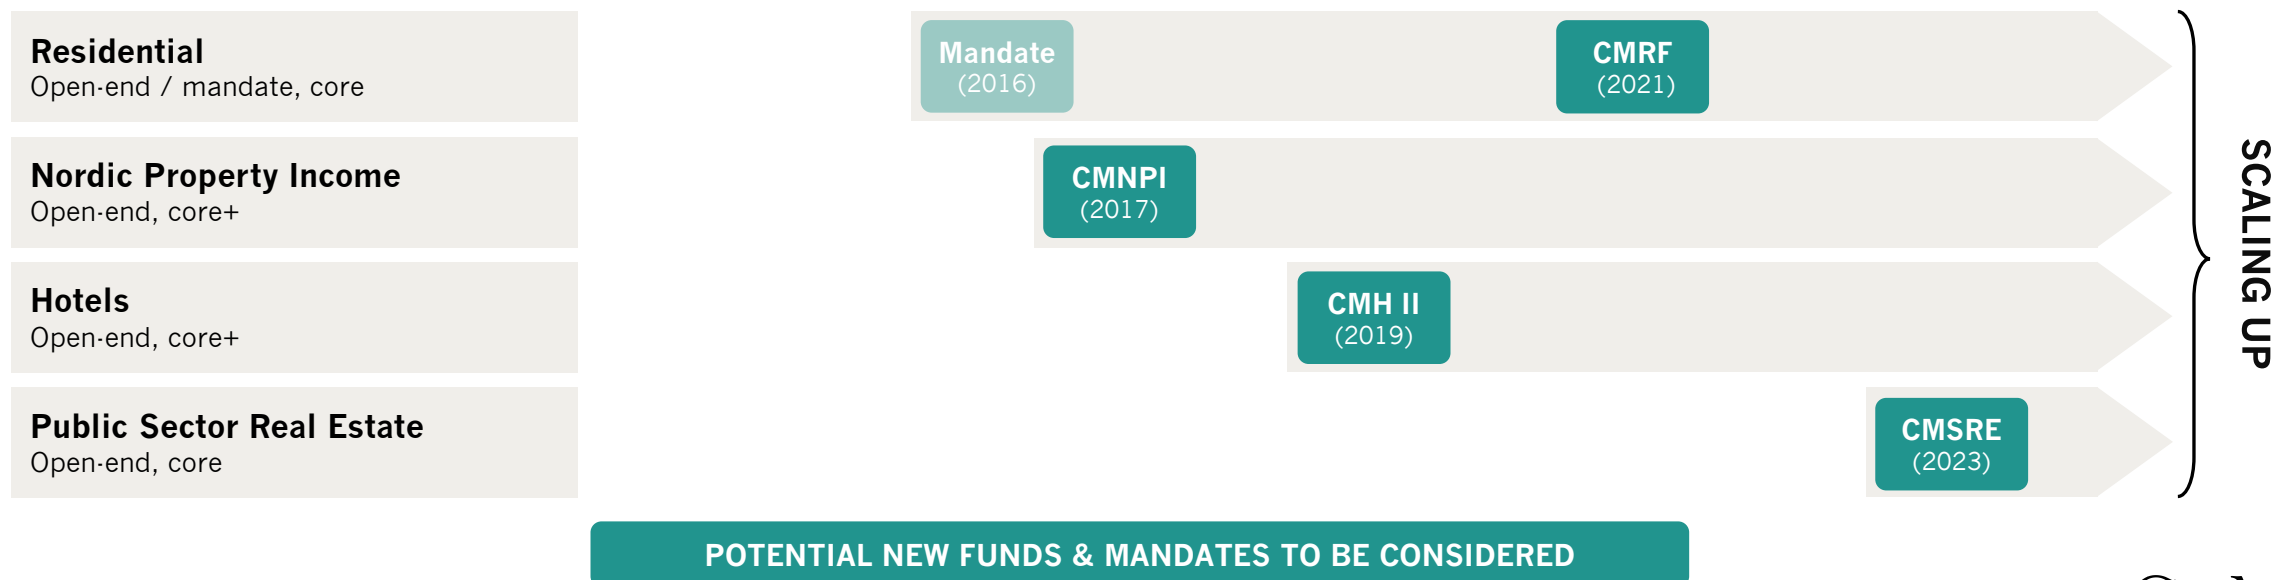 Residential
Open-end / mandate, core
Mandate
(2016)
CMRF
(2021)
Nordic Property Income
Open-end, core+
CMNPI
(2017)
Hotels
Open-end, core+
CMH II
(2019)
Public Sector Real Estate
Open-end, core
CMSRE
(2023)
SCALING UP
POTENTIAL NEW FUNDS & MANDATES TO BE CONSIDERED